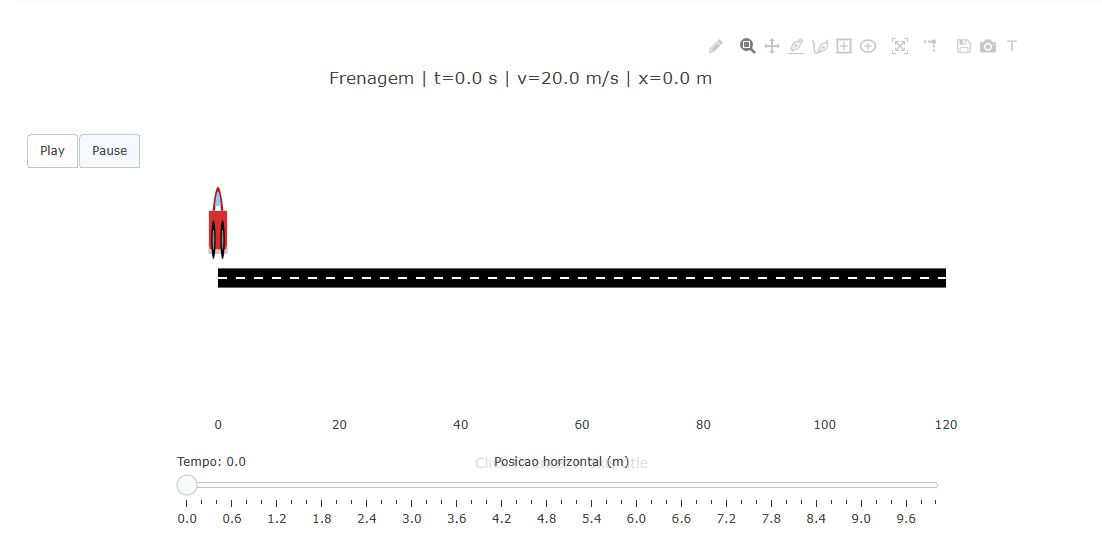 Frenagem | t=0.0 s | v=20.0 m/s | x=0.0 m
Play Pause
0 20 40 60 80 100 120
Tempo: 0.0
Posicao horizontal (m)
0.0 0.6 1.2 1.8 2.4 3.0 3.6 4.2 4.8 5.4 6.0 6.6 7.2 7.8 8.4 9.0 9.6